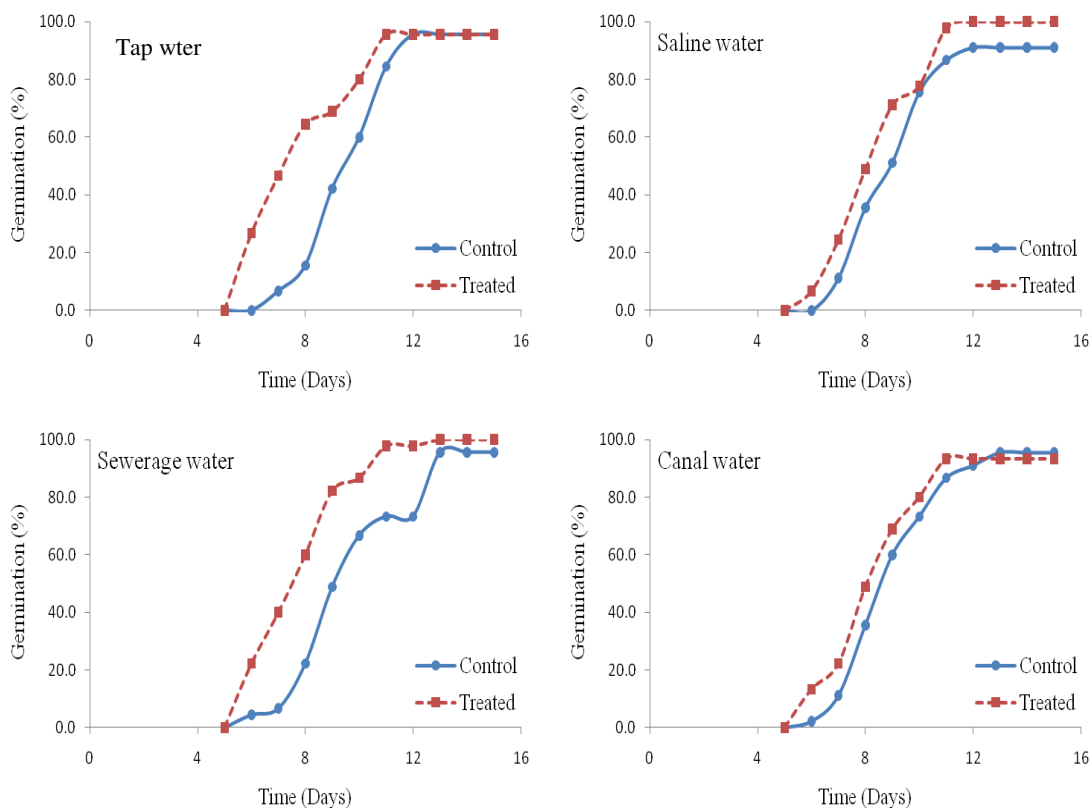 100.0
80.0
60.0
40.0
20.0
0.0
Germination (%)
Tap wter
Control
Treated
0 4 8 12 16
Time (Days)
100.0
80.0
60.0
40.0
20.0
0.0
Germination (%)
Saline water
Control
Treated
0 4 8 12 16
Time (Days)
100.0
80.0
60.0
40.0
20.0
0.0
Germination (%)
Sewerage water
Control
Treated
0 4 8 12 16
Time (Days)
100.0
80.0
60.0
40.0
20.0
0.0
Germination (%)
Canal water
Control
Treated
0 4 8 12 16
Time (Days)